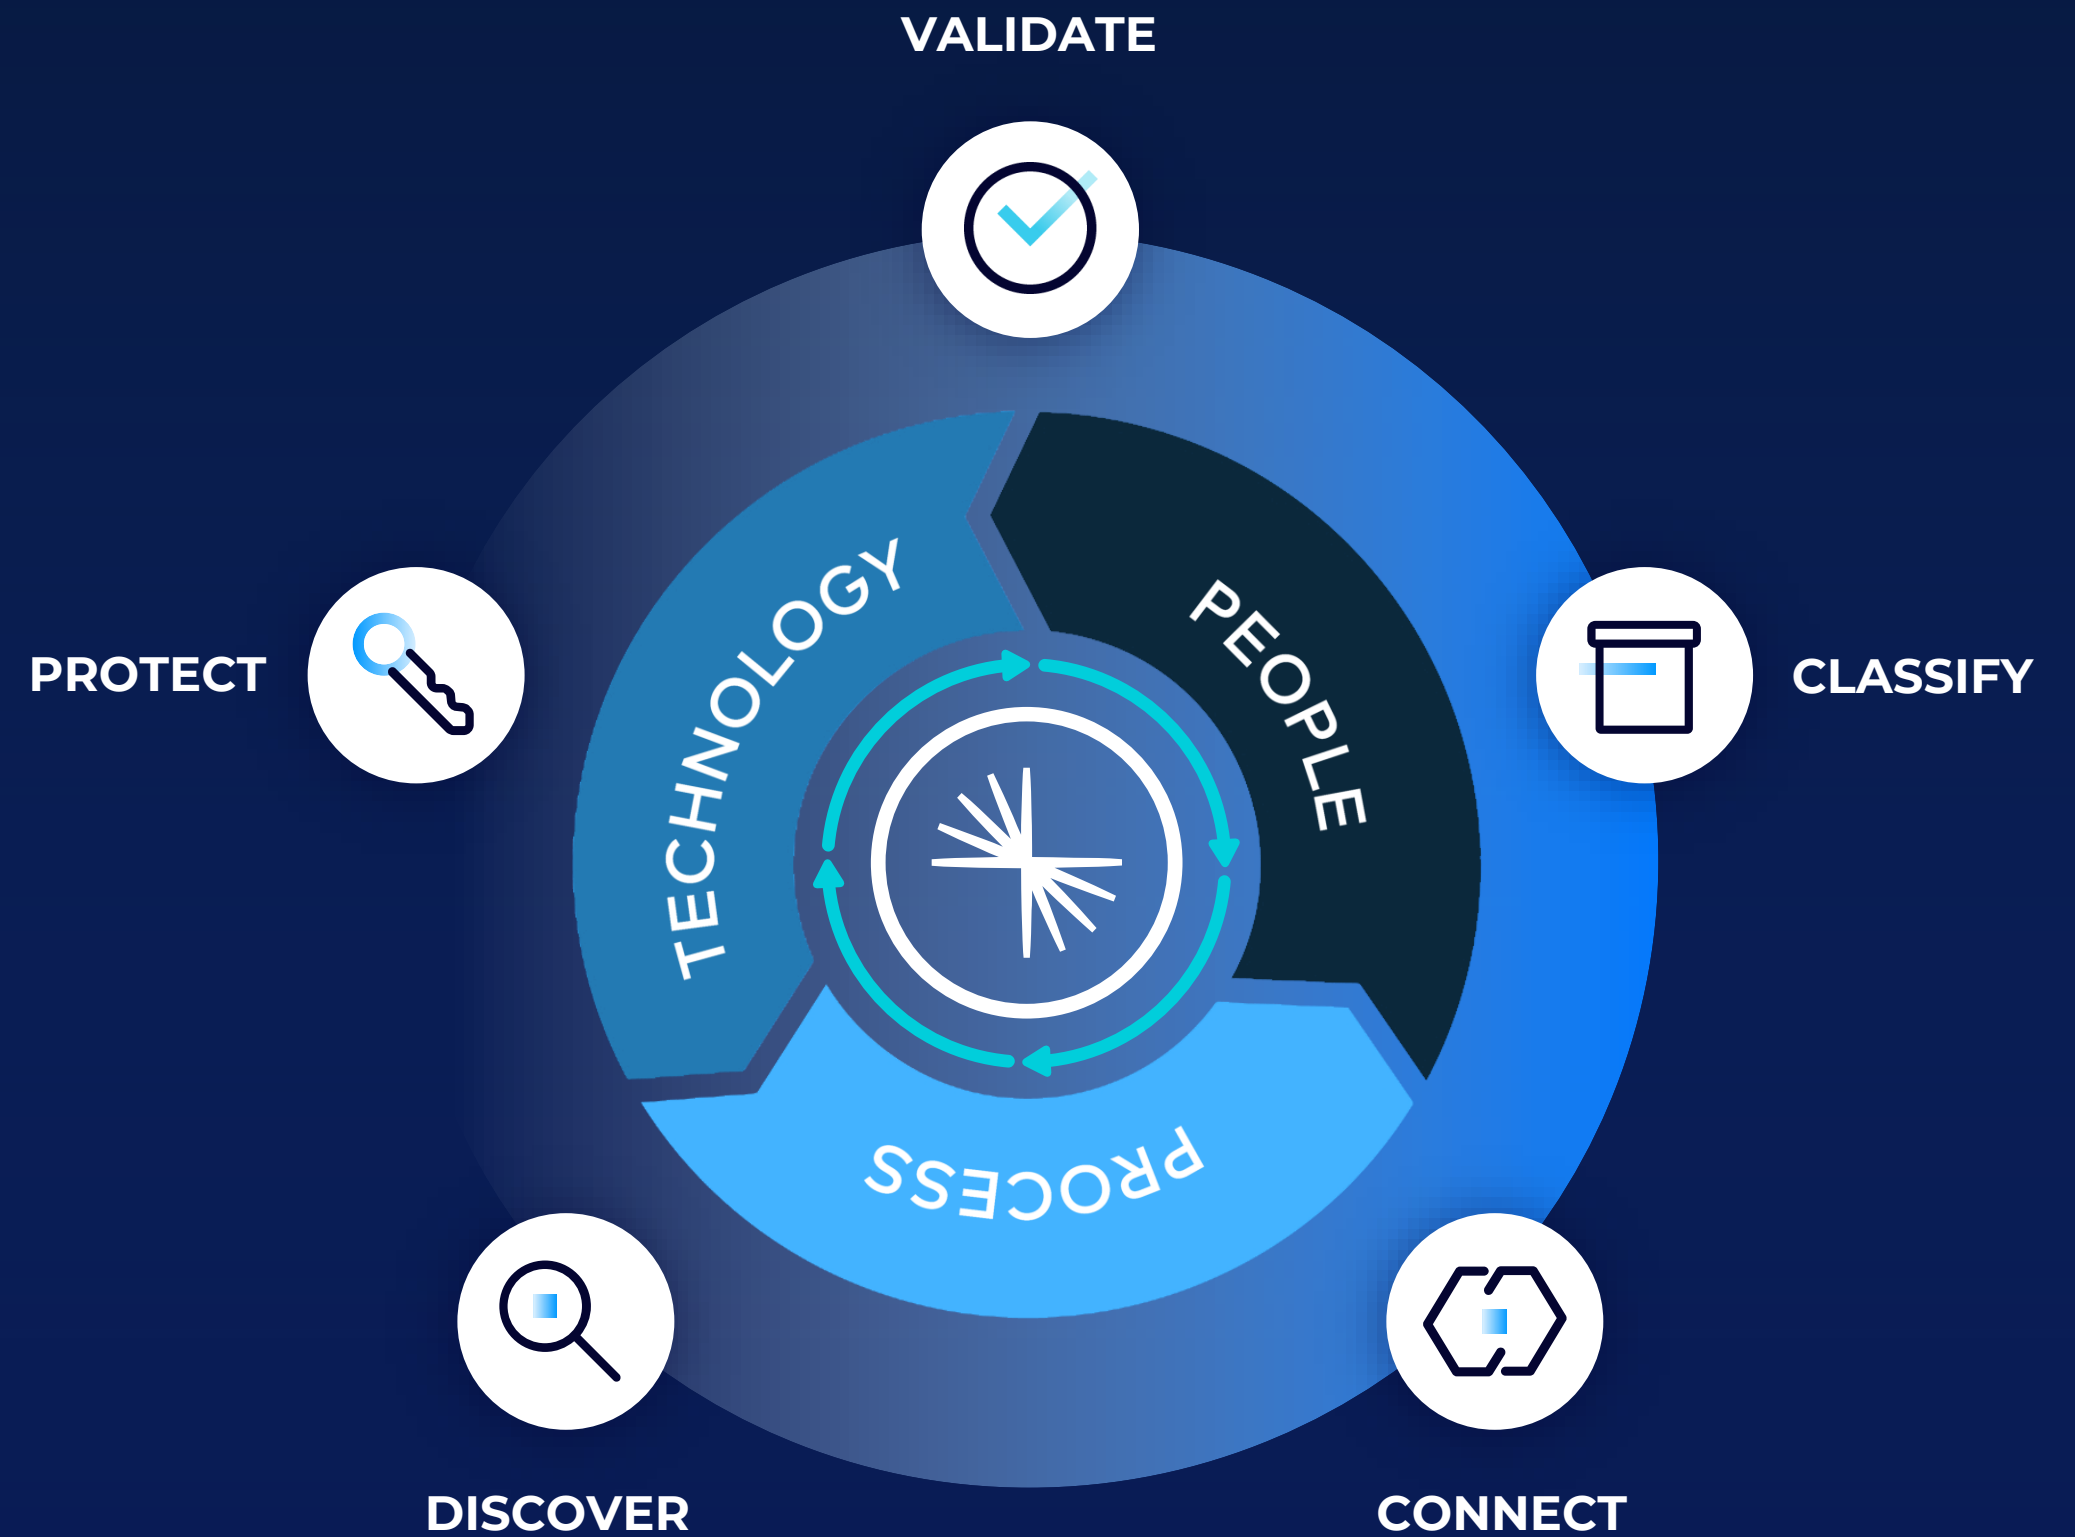 VALIDATE
TECHNOLOGY
PEOPLE
PROTECT
CLASSIFY
PROCESS
DISCOVER
CONNECT